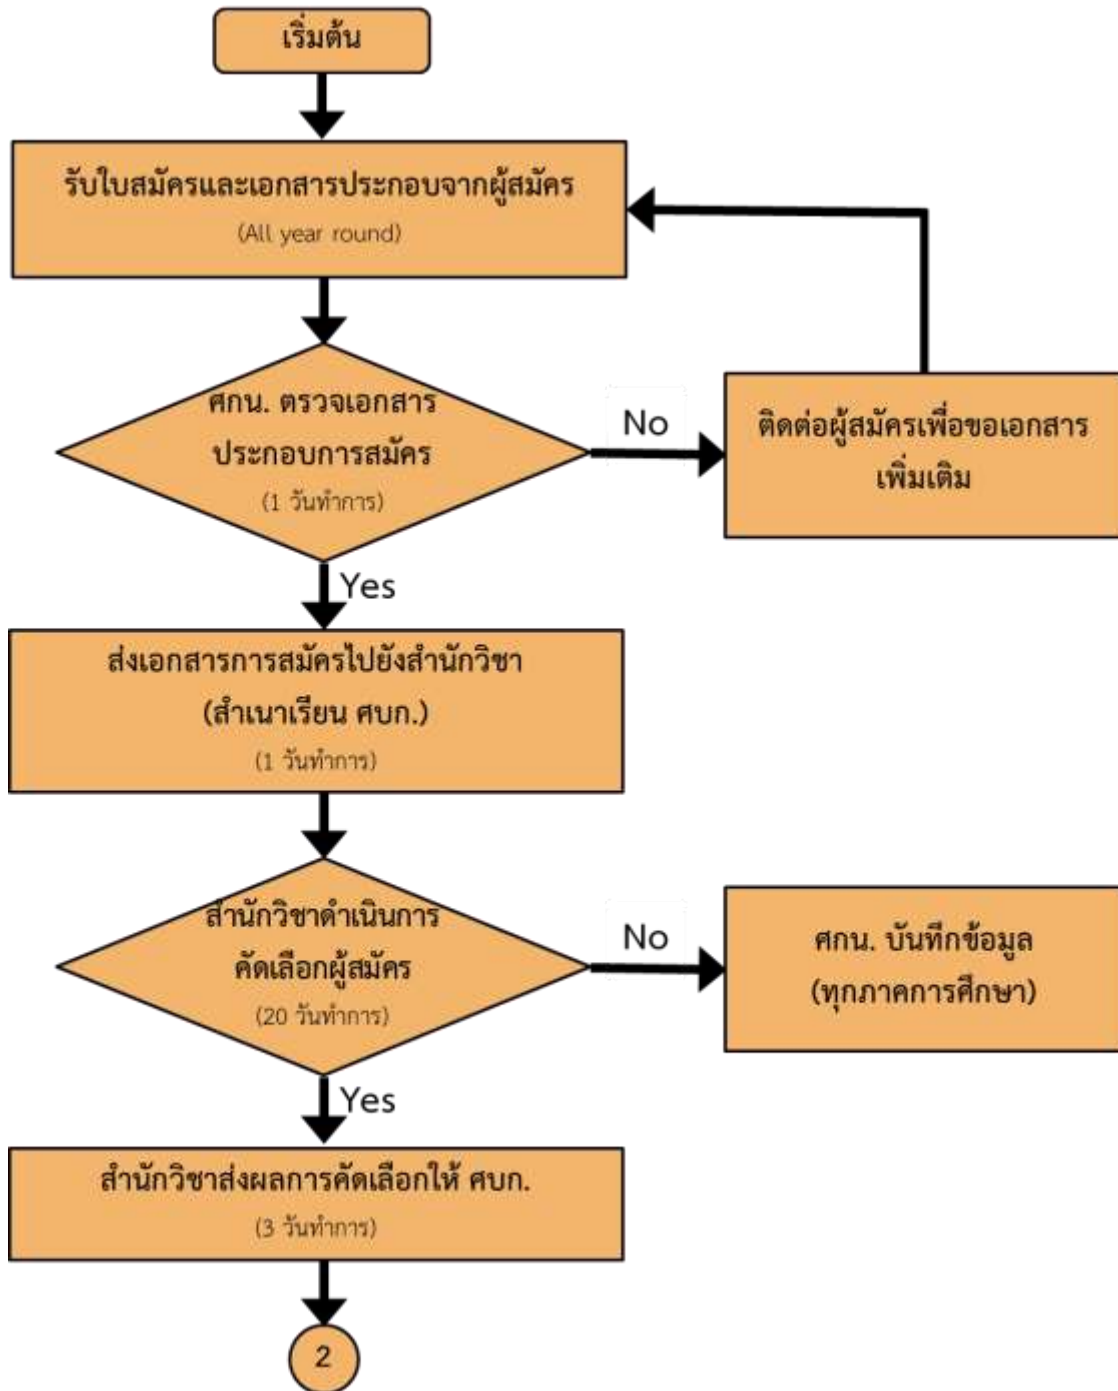 เริ่มต้น
รับใบสมัครและเอกสารประกอบจากผู้สมัคร
(All year round)
ศกน. ตรวจเอกสาร
ประกอบการสมัคร
(1 วันทำการ)
No
ติดต่อผู้สมัครเพื่อขอเอกสาร
เพิ่มเติม
Yes
ส่งเอกสารการสมัครไปยังสำนักวิชา
(สำเนาเรียน ศบก.)
(1 วันทำการ)
สำนักวิชาดำเนินการ
คัดเลือกผู้สมัคร
(20 วันทำการ)
No
ศกน. บันทึกข้อมูล
(ทุกภาคการศึกษา)
Yes
สำนักวิชาส่งผลการคัดเลือกให้ ศบก.
(3 วันทำการ)
2